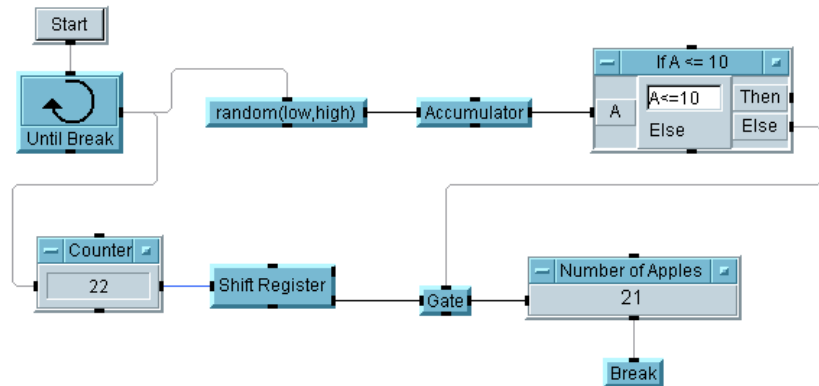 Start
Until Break
random(low,high)
Accumulator
If A <= 10
A
A<=10
Else
Then
Else
Counter
22
Shift Register
Gate
Number of Apples
21
Break